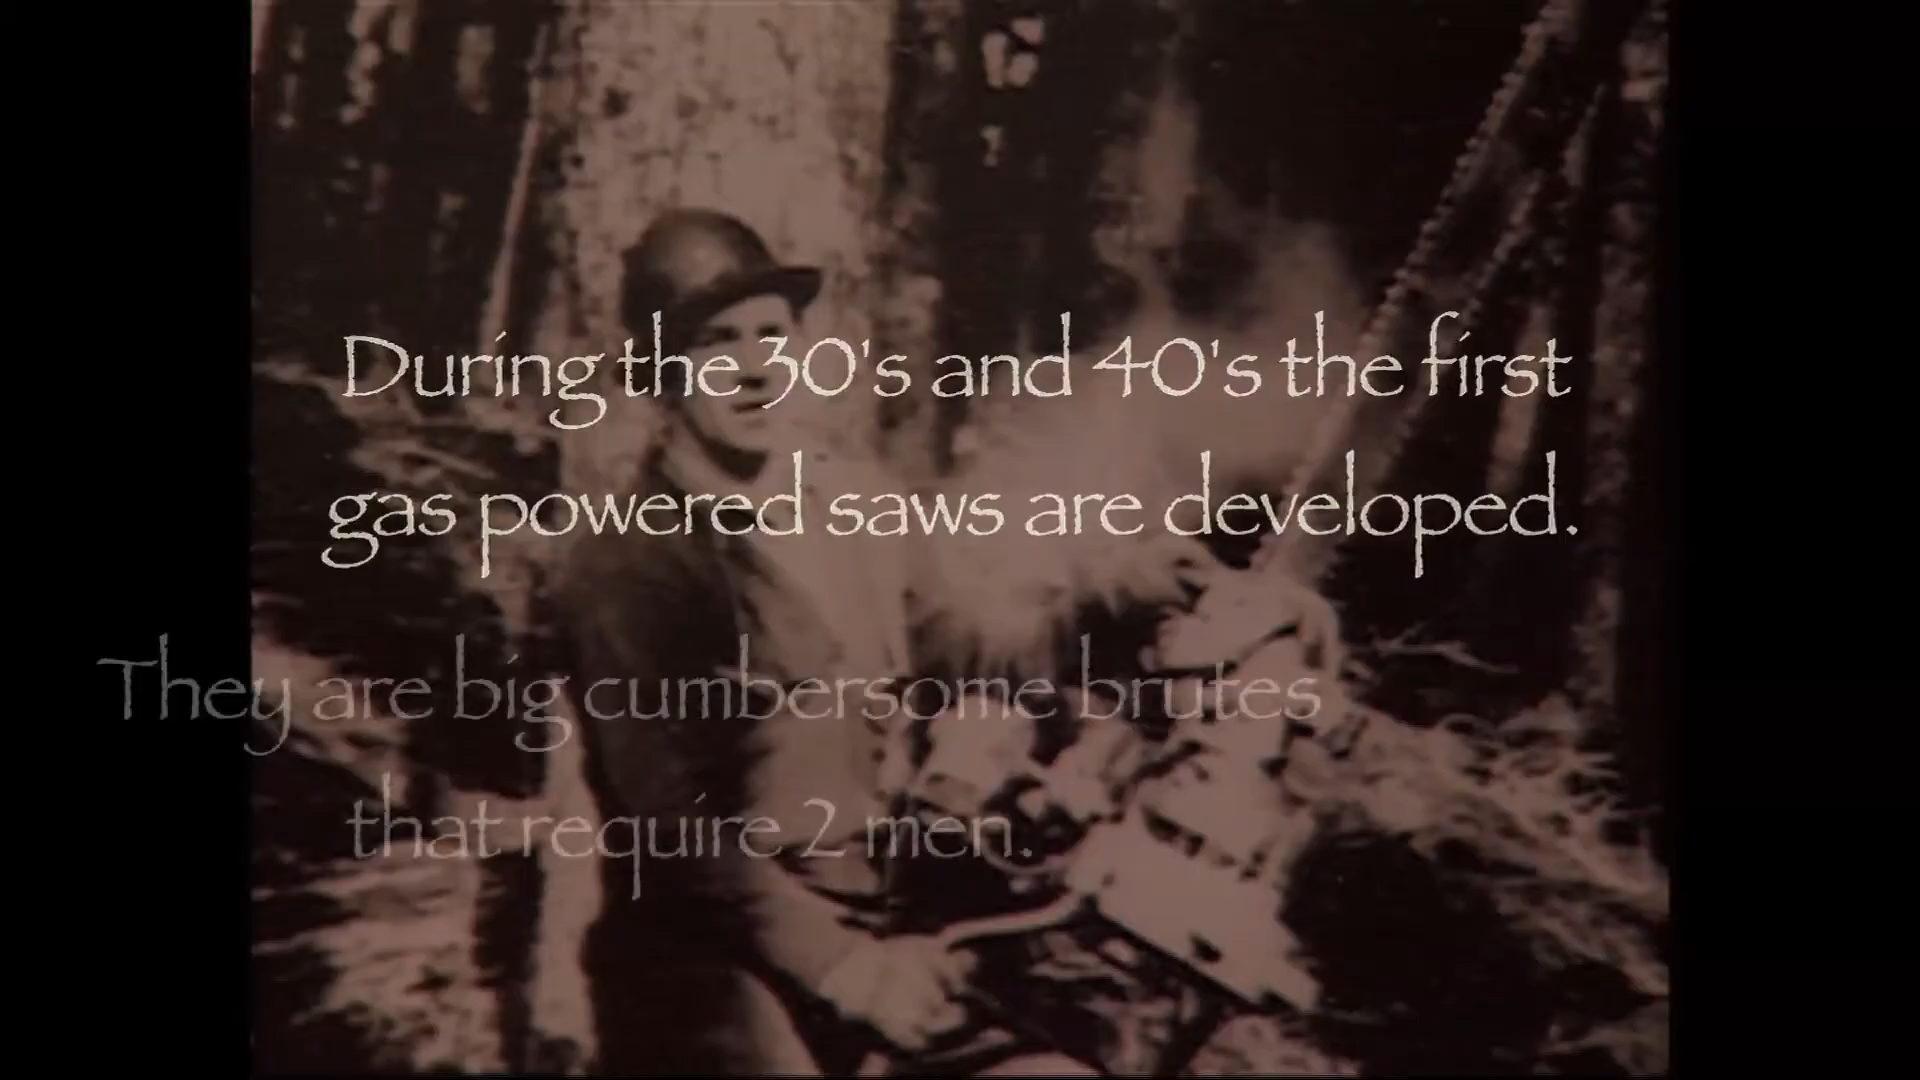 During the 30's and 40's the first
gas powered saws are developed.
They are big cumbersome brutes
that require 2 men.